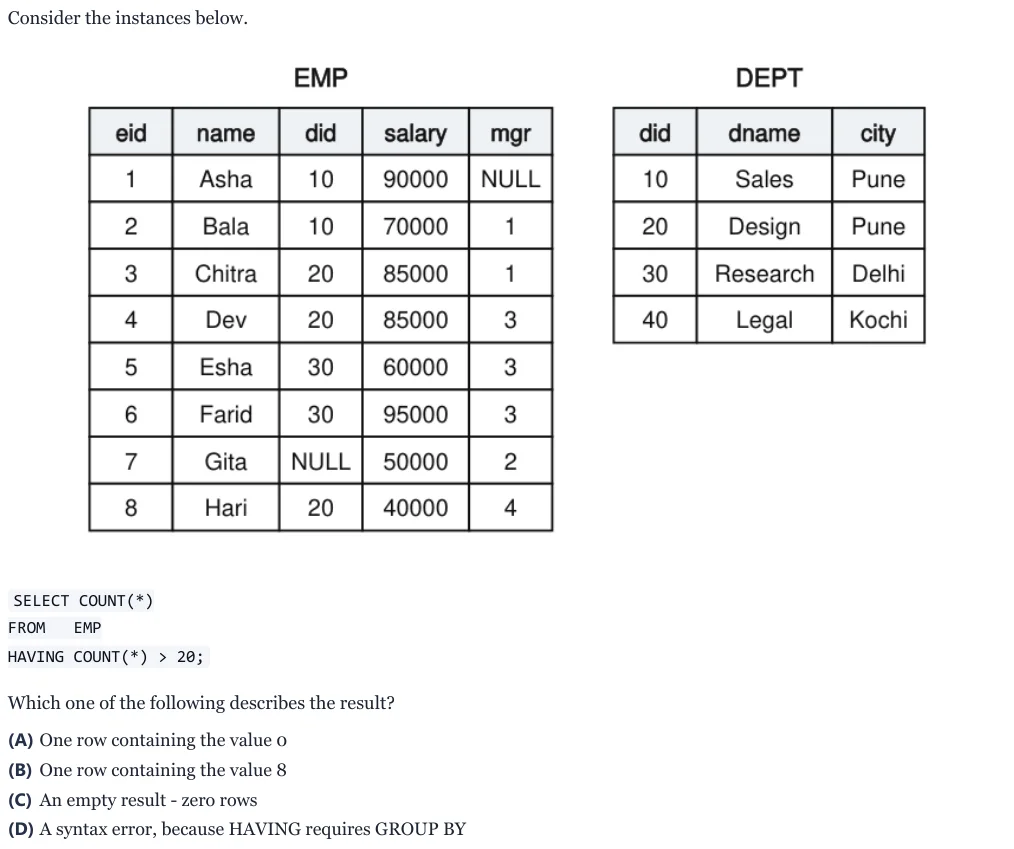 Consider the instances below.
EMP
eid name did salary mgr
1 Asha 10 90000 NULL
2 Bala 10 70000 1
3 Chitra 20 85000 1
4 Dev 20 85000 3
5 Esha 30 60000 3
6 Farid 30 95000 3
7 Gita NULL 50000 2
8 Hari 20 40000 4
DEPT
did dname city
10 Sales Pune
20 Design Pune
30 Research Delhi
40 Legal Kochi
SELECT COUNT(*)
FROM   EMP
HAVING COUNT(*) > 20;
Which one of the following describes the result?
(A) One row containing the value 0
(B) One row containing the value 8
(C) An empty result - zero rows
(D) A syntax error, because HAVING requires GROUP BY